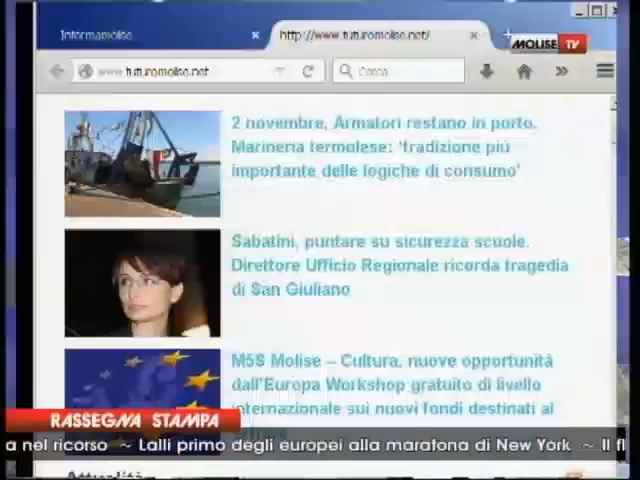 Informamolise
http://www.futuromolise.net/
MOLISE TV
www.futuromolise.net
Cerca
2 novembre, Armatori restano in porto.
Marineria termolese: 'tradizione più
importante delle logiche di consumo'
Sabatini, puntare su sicurezza scuole.
Direttore Ufficio Regionale ricorda tragedia
di San Giuliano
M5S Molise – Cultura, nuove opportunità
dall'Europa Workshop gratuito di livello
internazionale sui nuovi fondi destinati al
RASSEGNA STAMPA
a nel ricorso ~ Lalli primo degli europei alla maratona di New York ~ Il fl
Attualità